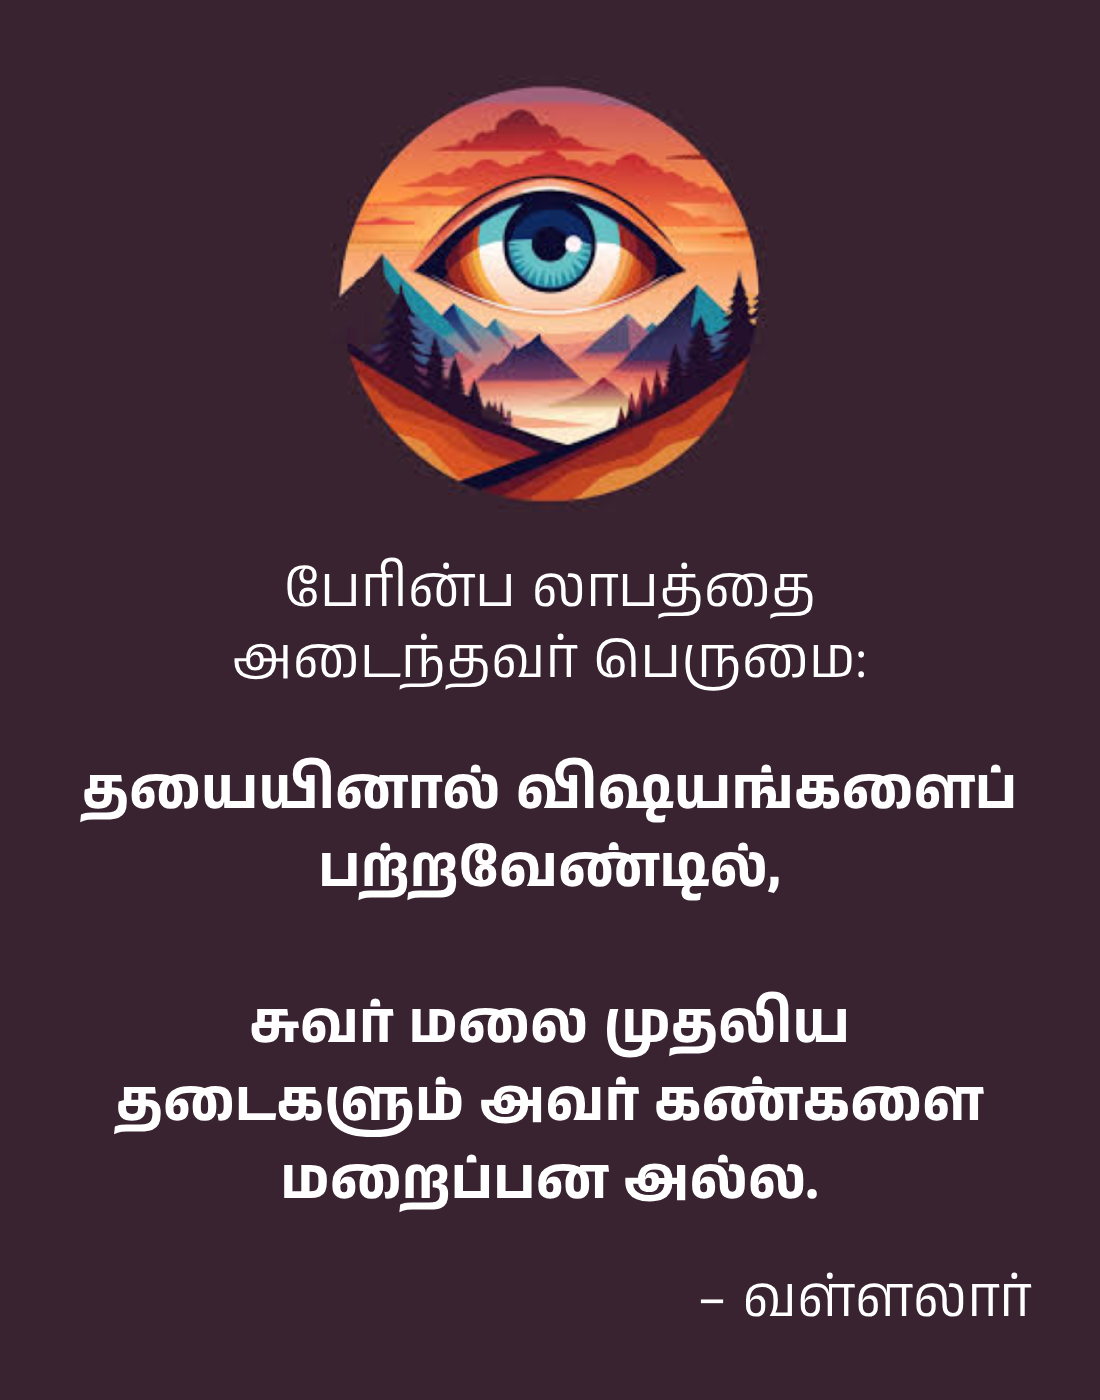 பேரின்ப லாபத்தை
அடைந்தவர் பெருமை:
தயையினால் விஷயங்களைப்
பற்றவேண்டில்,
சுவர் மலை முதலிய
தடைகளும் அவர் கண்களை
மறைப்பன அல்ல.
– வள்ளலார்